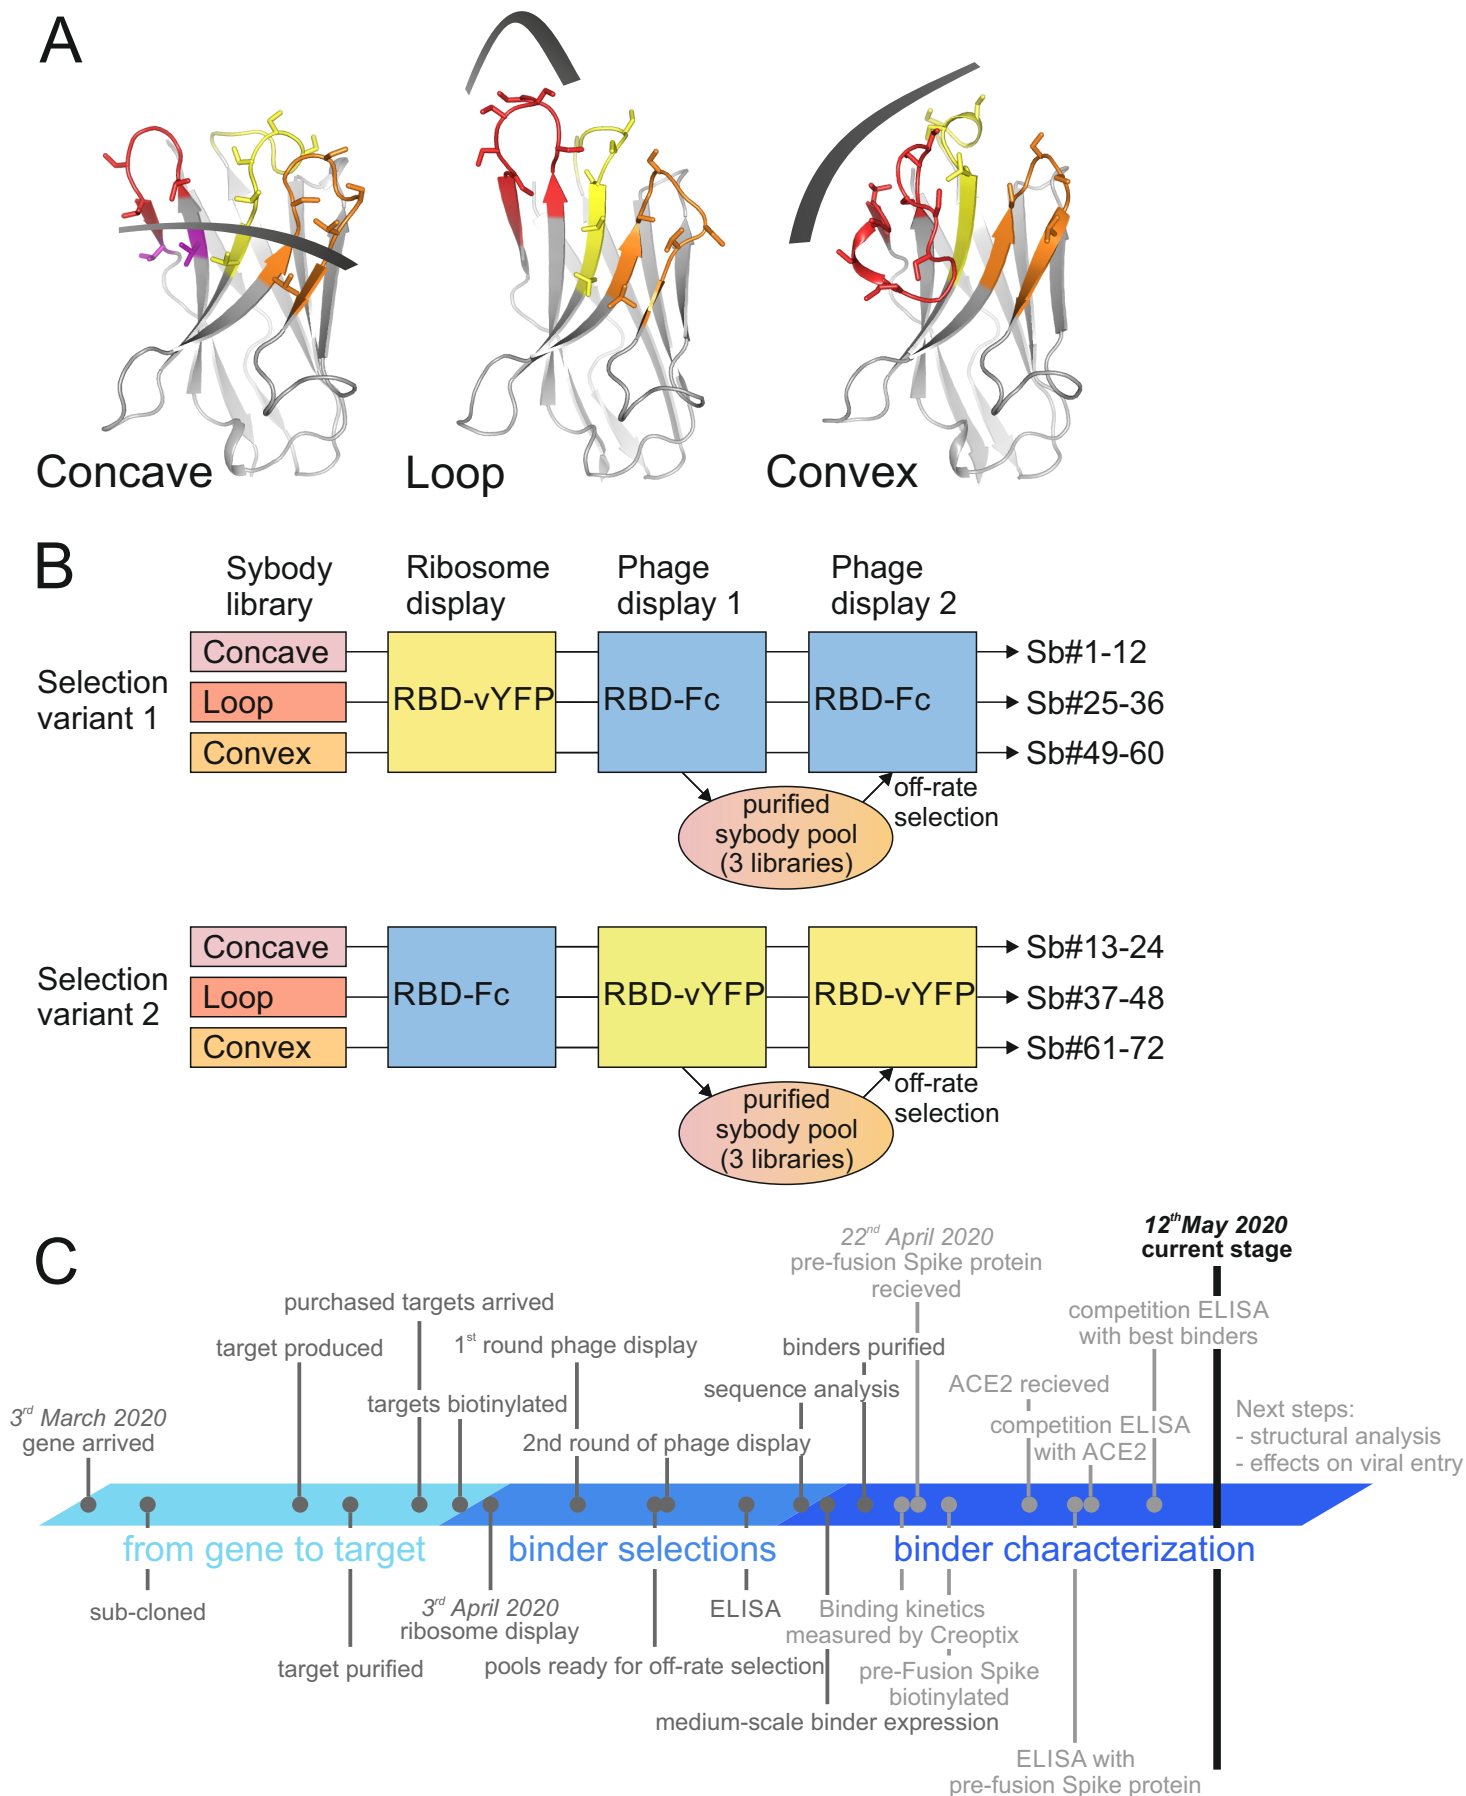 A
Concave
Loop
Convex
B
Sybody
library
Ribosome
display
Phage
display 1
Phage
display 2
Selection
variant 1
Concave
Loop
Convex
RBD-vYFP
RBD-Fc
RBD-Fc
Sb#1-12
Sb#25-36
Sb#49-60
purified
sybody pool
(3 libraries)
off-rate
selection
Selection
variant 2
Concave
Loop
Convex
RBD-Fc
RBD-vYFP
RBD-vYFP
Sb#13-24
Sb#37-48
Sb#61-72
purified
sybody pool
(3 libraries)
off-rate
selection
C
12th May 2020
current stage
22nd April 2020
pre-fusion Spike protein
recieved
purchased targets arrived
competition ELISA
with best binders
target produced
1st round phage display
binders purified
targets biotinylated
sequence analysis
ACE2 recieved
3rd March 2020
gene arrived
2nd round of phage display
competition ELISA
with ACE2
Next steps:
- structural analysis
- effects on viral entry
from gene to target
binder selections
binder characterization
sub-cloned
3rd April 2020
ribosome display
ELISA
Binding kinetics
measured by Creoptix
target purified
pools ready for off-rate selection
pre-Fusion Spike
biotinylated
medium-scale binder expression
ELISA with
pre-fusion Spike protein